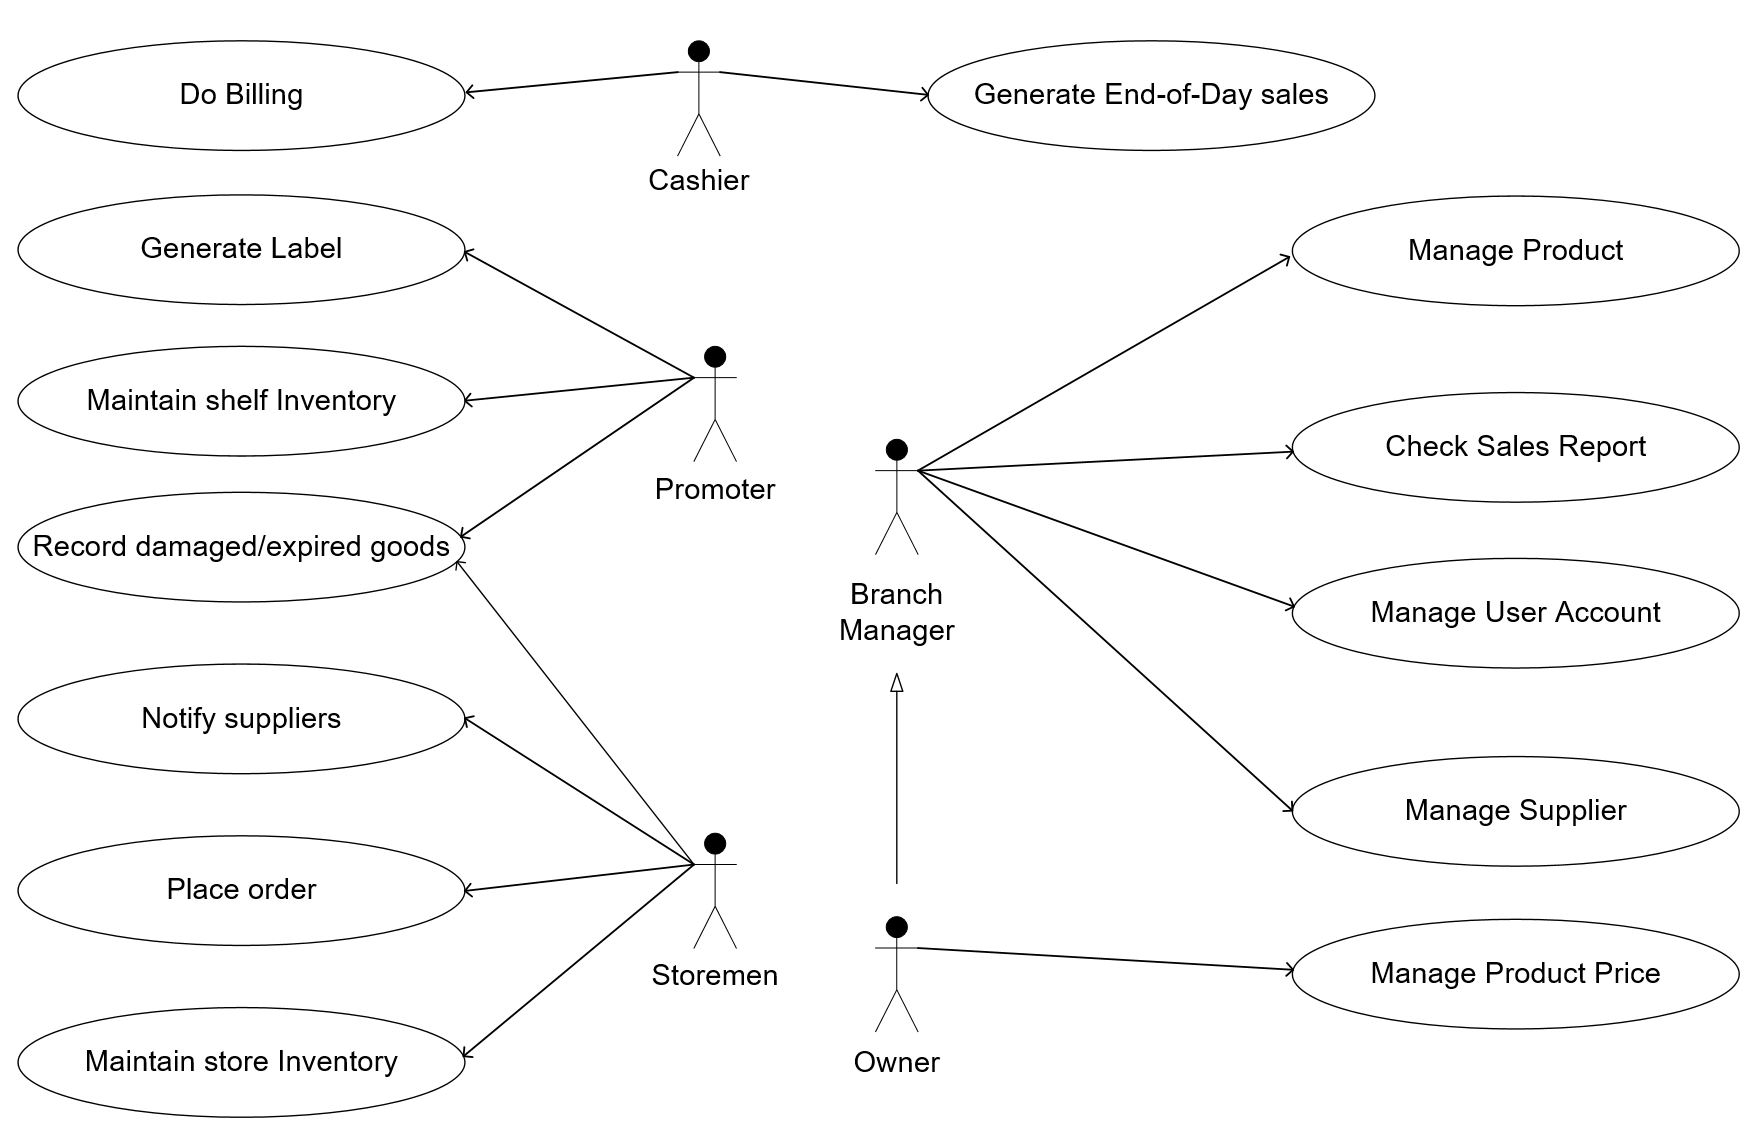 Do Billing
Generate End-of-Day sales
Cashier
Generate Label
Manage Product
Maintain shelf Inventory
Check Sales Report
Promoter
Record damaged/expired goods
Branch
Manager
Manage User Account
Notify suppliers
Manage Supplier
Place order
Storemen
Manage Product Price
Maintain store Inventory
Owner